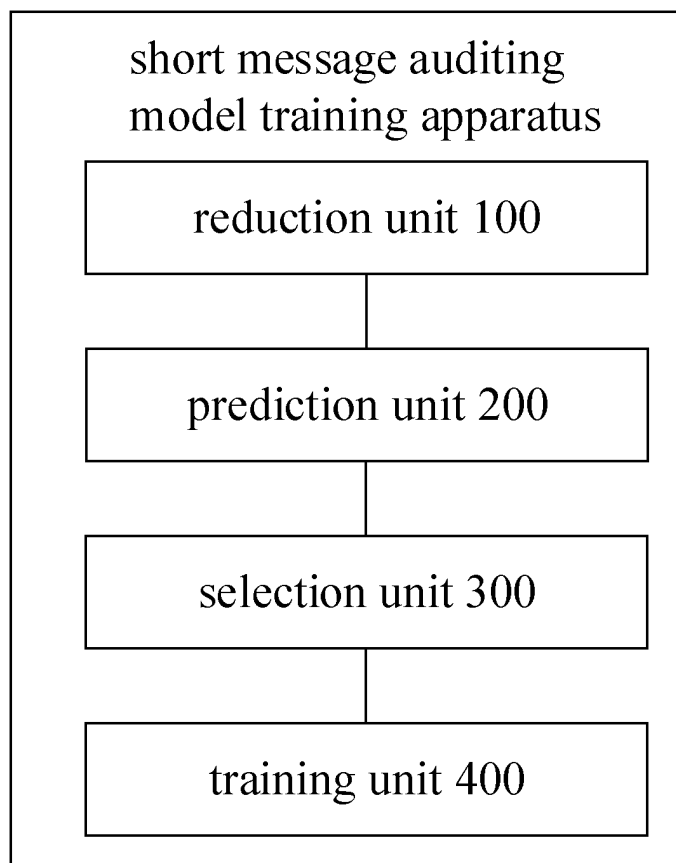 short message auditing
model training apparatus
reduction unit 100
prediction unit 200
selection unit 300
training unit 400